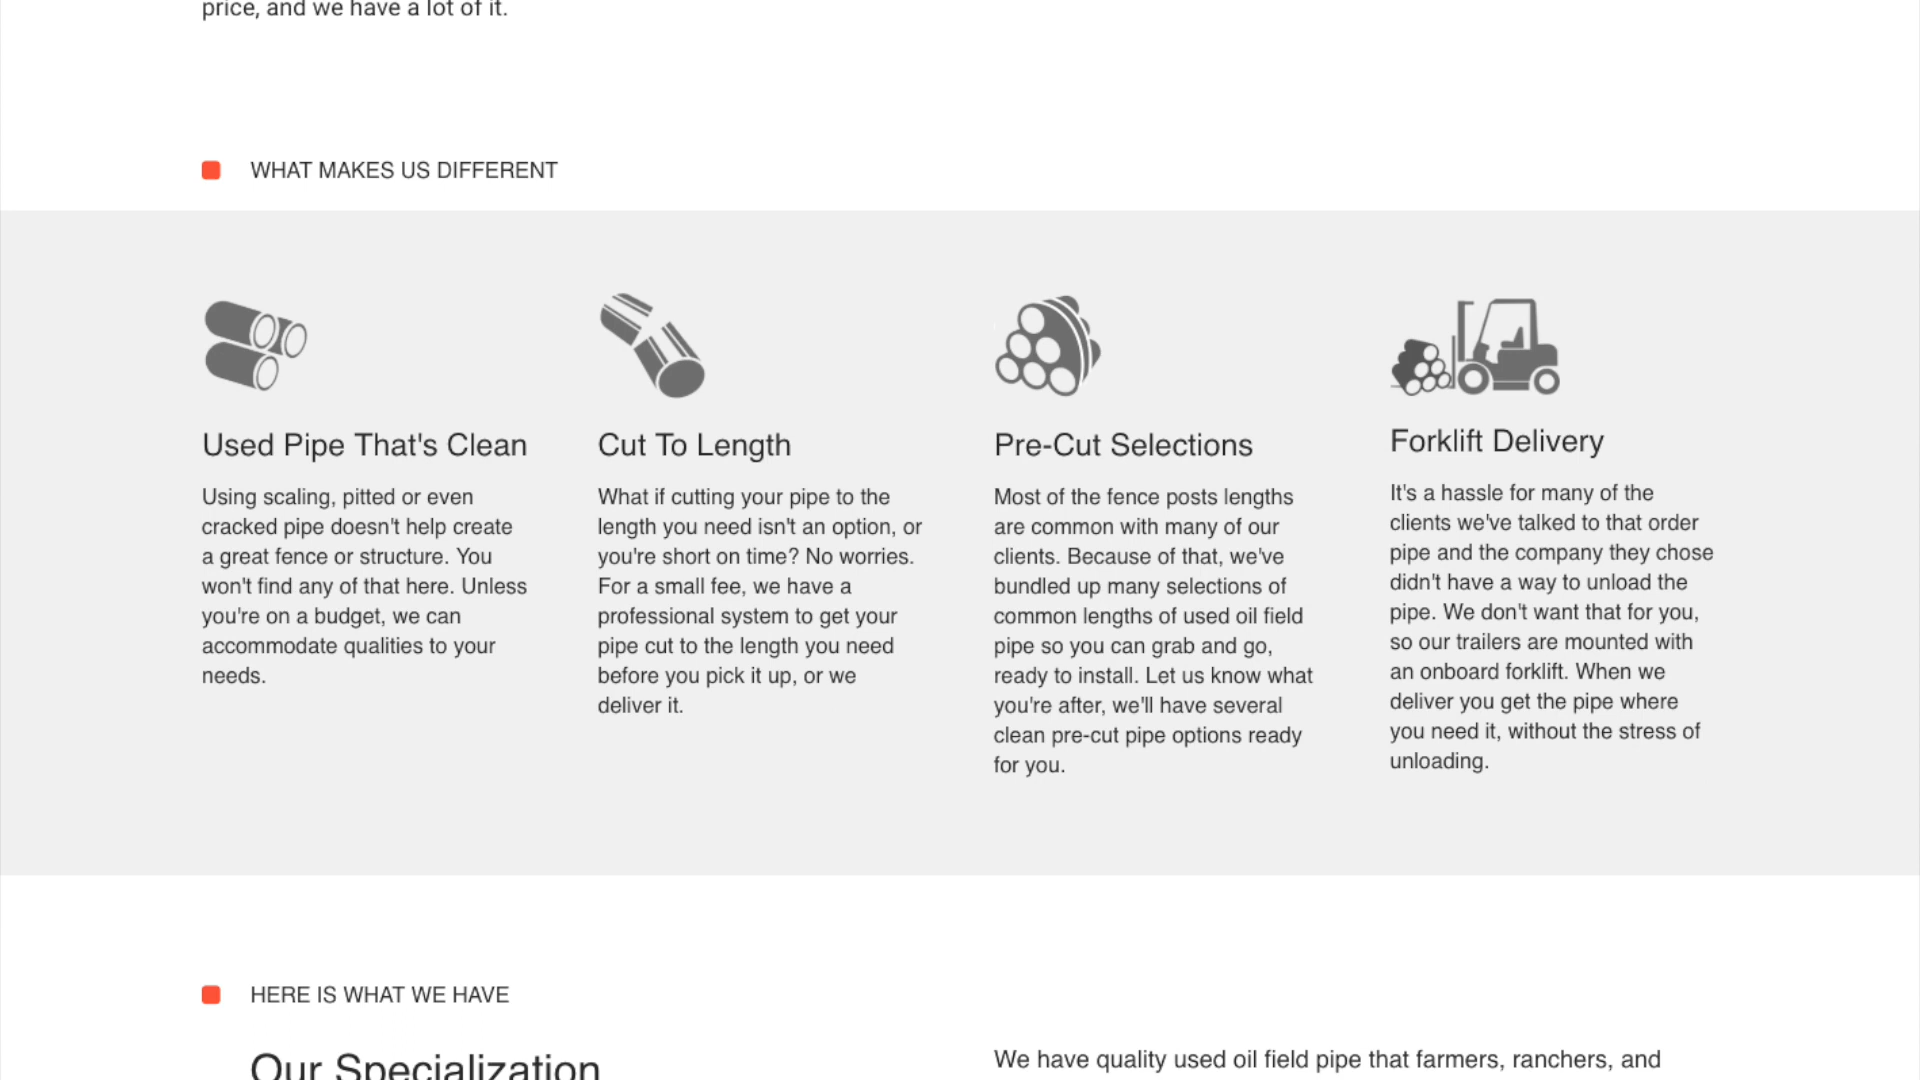 price, and we have a lot of it.
WHAT MAKES US DIFFERENT
Used Pipe That's Clean
Using scaling, pitted or even
cracked pipe doesn't help create
a great fence or structure. You
won't find any of that here. Unless
you're on a budget, we can
accommodate qualities to your
needs.
Cut To Length
What if cutting your pipe to the
length you need isn't an option, or
you're short on time? No worries.
For a small fee, we have a
professional system to get your
pipe cut to the length you need
before you pick it up, or we
deliver it.
Pre-Cut Selections
Most of the fence posts lengths
are common with many of our
clients. Because of that, we've
bundled up many selections of
common lengths of used oil field
pipe so you can grab and go,
ready to install. Let us know what
you're after, we'll have several
clean pre-cut pipe options ready
for you.
Forklift Delivery
It's a hassle for many of the
clients we've talked to that order
pipe and the company they chose
didn't have a way to unload the
pipe. We don't want that for you,
so our trailers are mounted with
an onboard forklift. When we
deliver you get the pipe where
you need it, without the stress of
unloading.
HERE IS WHAT WE HAVE
Our Specialization
We have quality used oil field pipe that farmers, ranchers, and